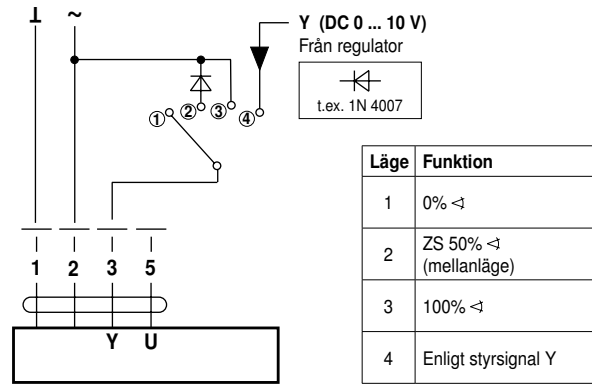 ⊥ ~
Y (DC 0 ... 10 V)
Från regulator
t.ex. 1N 4007
① ② ③ ④
1 2 3 5
Y U
Läge Funktion
1 0% ∢
2 ZS 50% ∢
(mellanläge)
3 100% ∢
4 Enligt styrsignal Y